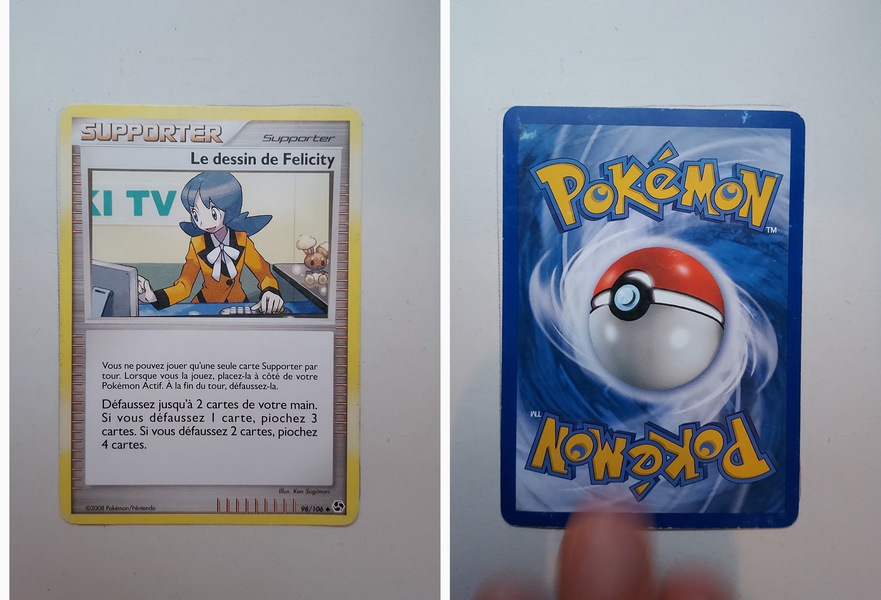 SUPPORTER
Supporter
Le dessin de Felicity
KI TV
Vous ne pouvez jouer qu'une seule carte Supporter par
tour. Lorsque vous la jouez, placez-la à côté de votre
Pokémon Actif. À la fin du tour, défaussez-la.
Défaussez jusqu'à 2 cartes de votre main.
Si vous défaussez 1 carte, piochez 3
cartes. Si vous défaussez 2 cartes, piochez
4 cartes.
Illus. Ken Sugimori
©2008 Pokémon/Nintendo
98/106
POKéMON
TM
TM
POKéMON